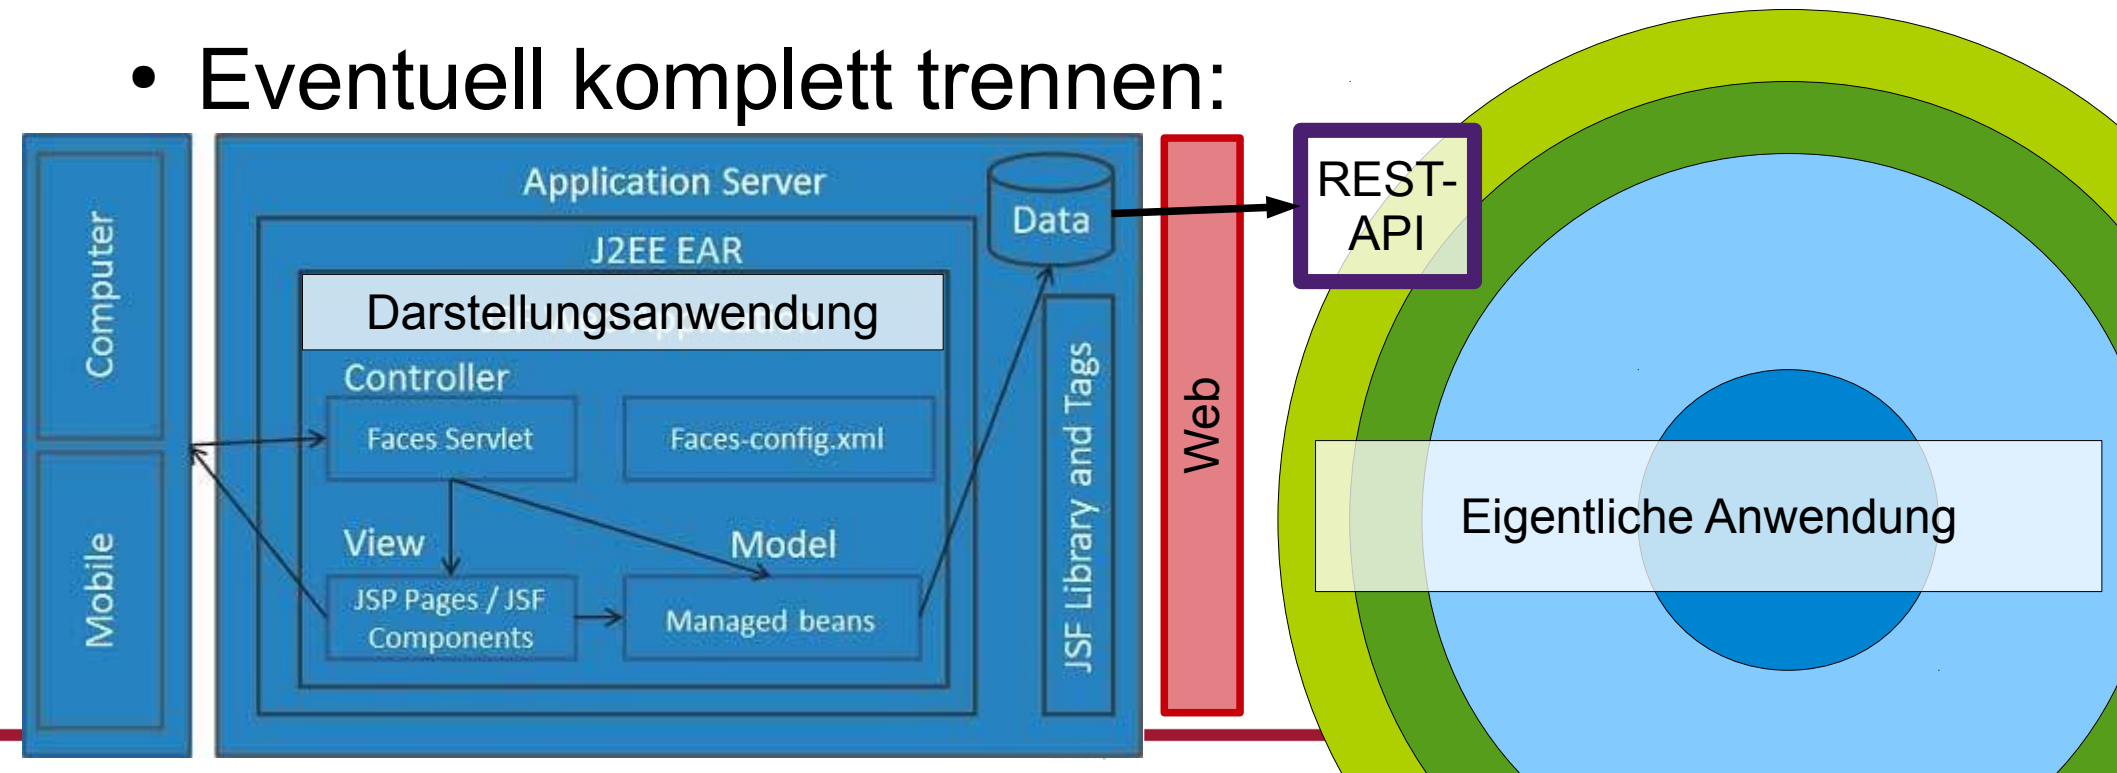 • Eventuell komplett trennen:
Computer
Mobile
Application Server
J2EE EAR
Darstellungsanwendung
Controller
Faces Servlet
Faces-config.xml
View
Model
JSP Pages / JSF
Components
Managed beans
Data
JSF Library and Tags
Web
REST-
API
Eigentliche Anwendung